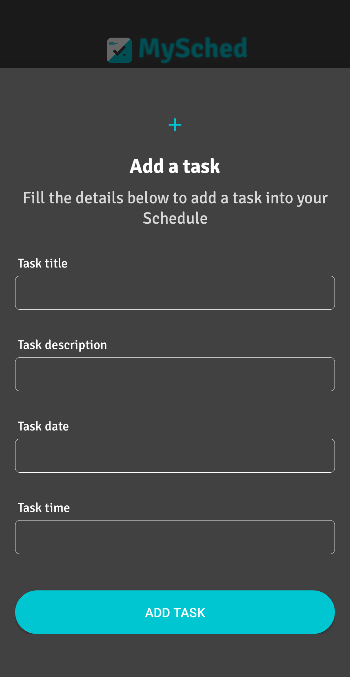 MySched
+
Add a task
Fill the details below to add a task into your
Schedule
Task title
Task description
Task date
Task time
ADD TASK